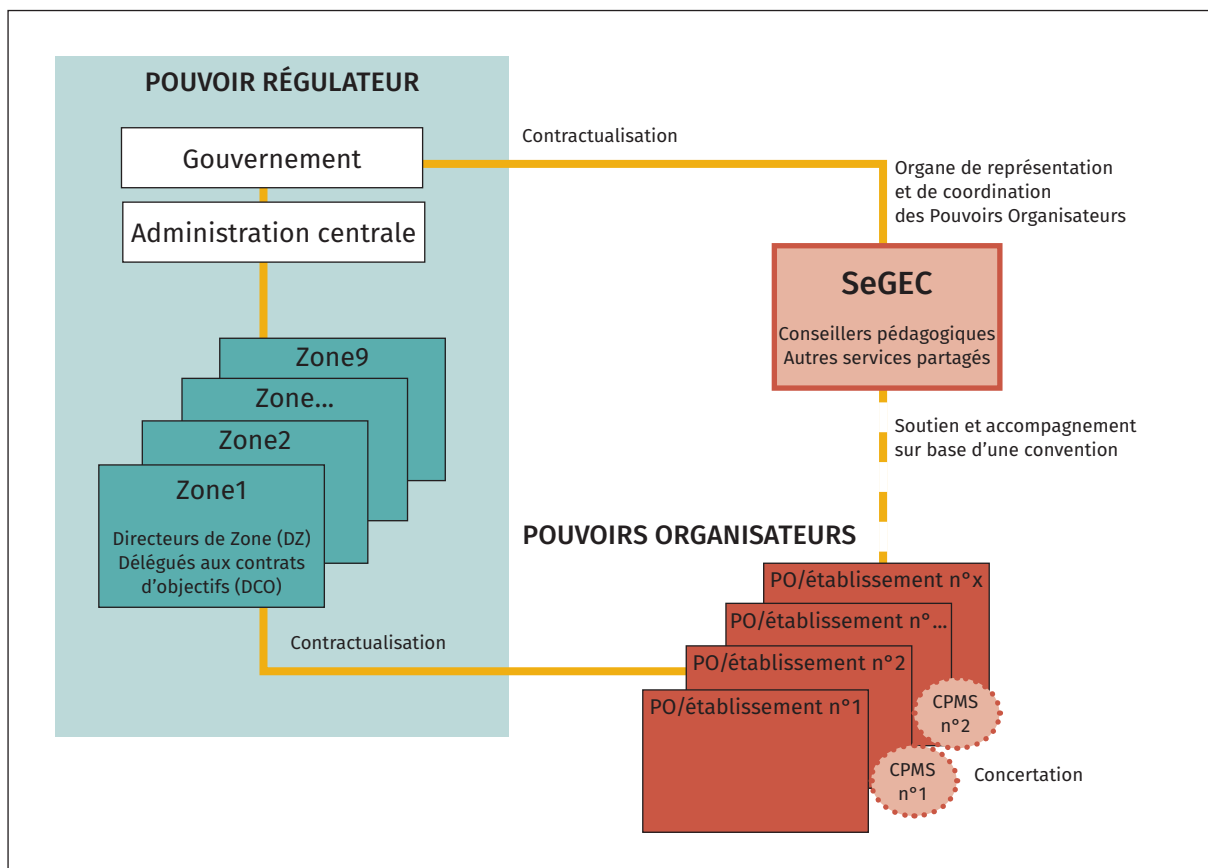 POUVOIR RÉGULATEUR
Gouvernement
Administration centrale
Zone9
Zone...
Zone2
Zone1
Directeurs de Zone (DZ)
Délégués aux contrats
d'objectifs (DCO)
Contractualisation
Organe de représentation
et de coordination
des Pouvoirs Organisateurs
SeGEC
Conseillers pédagogiques
Autres services partagés
Soutien et accompagnement
sur base d'une convention
Contractualisation
POUVOIRS ORGANISATEURS
PO/établissement n°x
PO/établissement n°...
PO/établissement n°2
PO/établissement n°1
CPMS
n°2
CPMS
n°1
Concertation